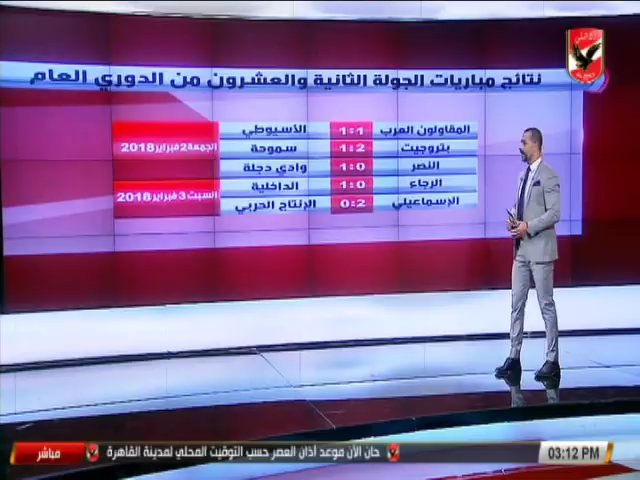 نتائج مباريات الجولة الثانية والعشرون من الدوري العام
المقاولون العرب 1:1 الأسيوطي
بتروجيت 1:2 سموحة
الجمعة 2 فبراير 2018
النصر 1:0 وادي دجلة
الرجاء 1:0 الداخلية
السبت 3 فبراير 2018
الإسماعيلي 0:2 الإنتاج الحربي
حان الآن موعد أذان العصر حسب التوقيت المحلي لمدينة القاهرة
مباشر
03:12 PM